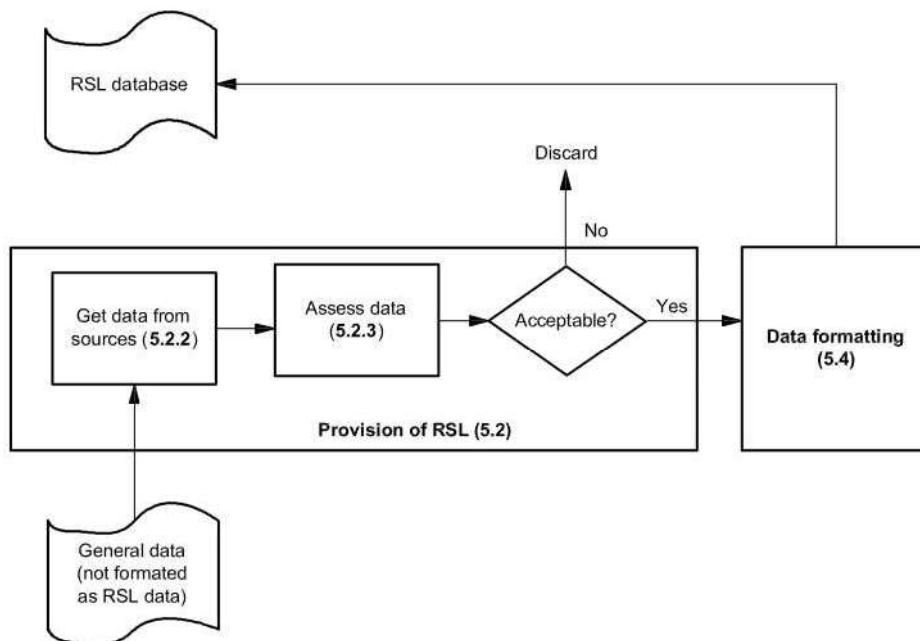 RSL database
Discard
No
Get data from
sources (5.2.2)
Assess data
(5.2.3)
Acceptable?
Yes
Data formatting
(5.4)
Provision of RSL (5.2)
General data
(not formated
as RSL data)